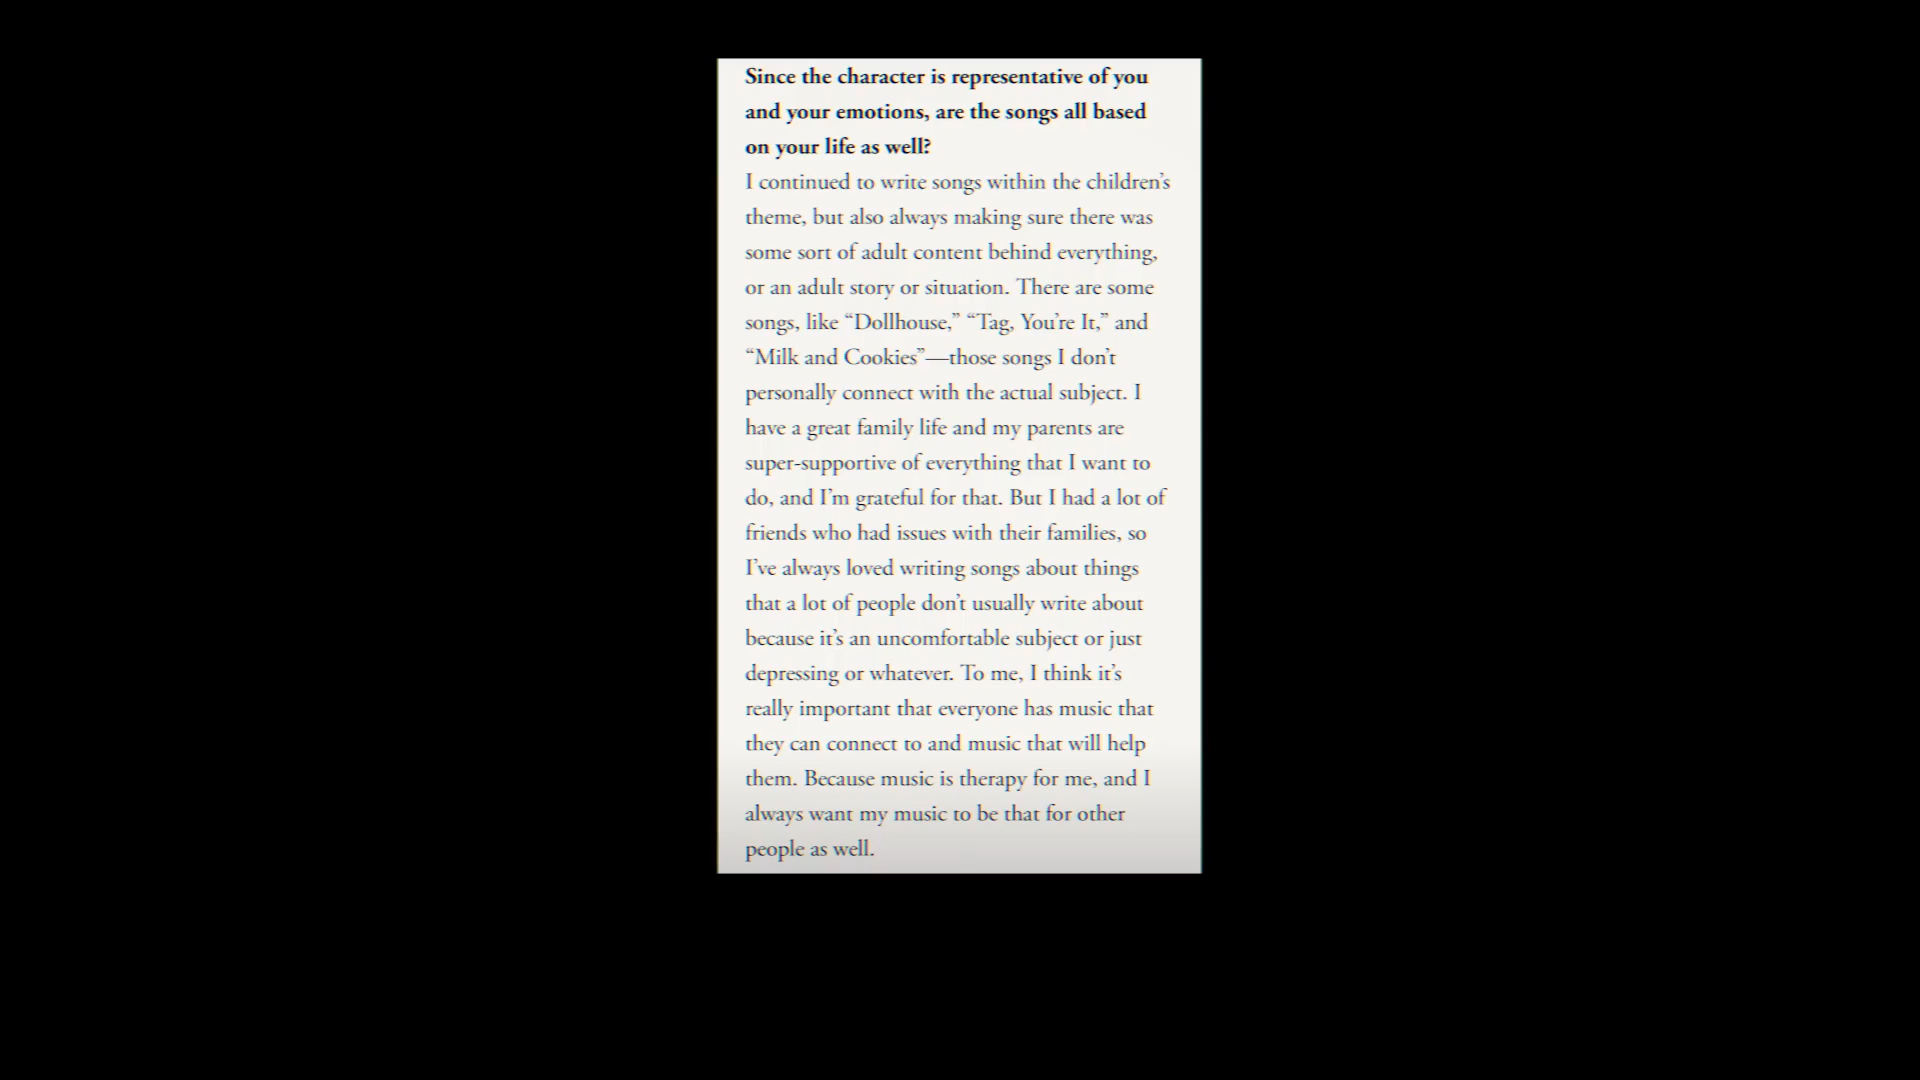 Since the character is representative of you
and your emotions, are the songs all based
on your life as well?
I continued to write songs within the children’s
theme, but also always making sure there was
some sort of adult content behind everything,
or an adult story or situation. There are some
songs, like “Dollhouse,” “Tag, You’re It,” and
“Milk and Cookies”—those songs I don’t
personally connect with the actual subject. I
have a great family life and my parents are
super-supportive of everything that I want to
do, and I’m grateful for that. But I had a lot of
friends who had issues with their families, so
I’ve always loved writing songs about things
that a lot of people don’t usually write about
because it’s an uncomfortable subject or just
depressing or whatever. To me, I think it’s
really important that everyone has music that
they can connect to and music that will help
them. Because music is therapy for me, and I
always want my music to be that for other
people as well.